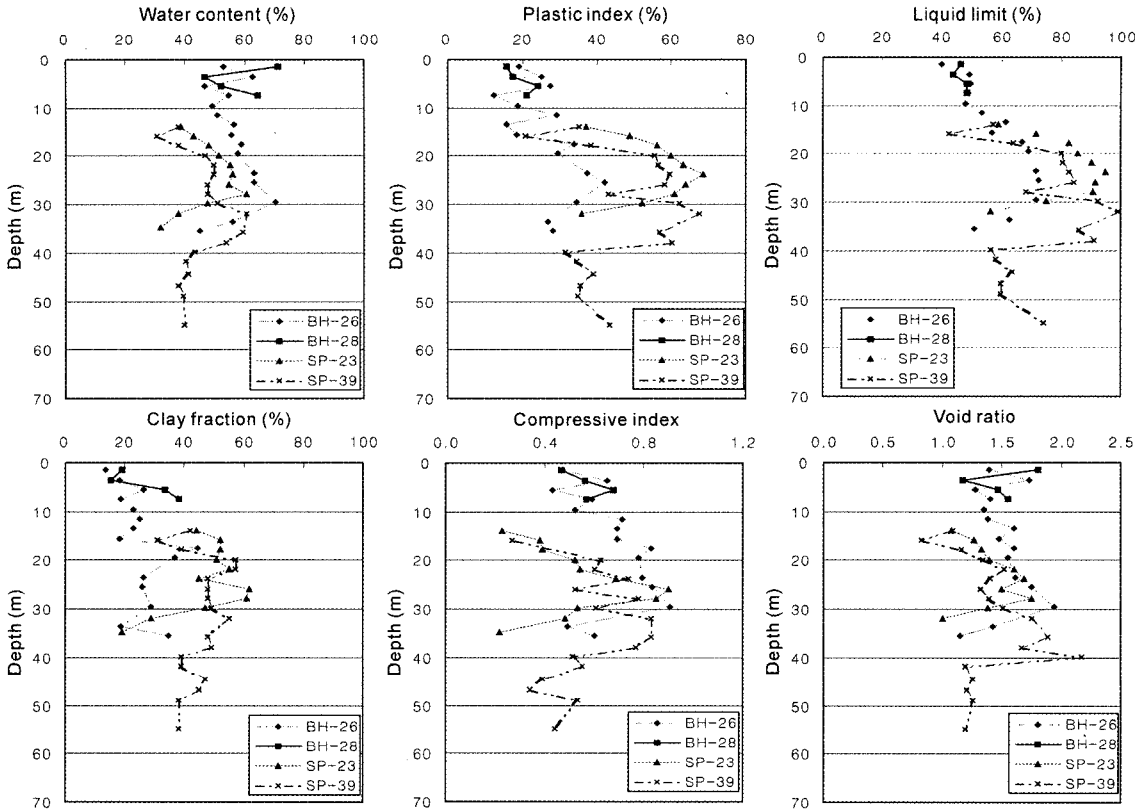 Water content (%)
0 20 40 60 80 100
0
10
20
30
40
50
60
70
Depth (m)
BH-26
BH-28
SP-23
SP-39
Plastic index (%)
0 20 40 60 80
0
10
20
30
40
50
60
70
Depth (m)
BH-26
BH-28
SP-23
SP-39
Liquid limit (%)
0 20 40 60 80 100
0
10
20
30
40
50
60
70
Depth (m)
BH-26
BH-28
SP-23
SP-39
Clay fraction (%)
0 20 40 60 80 100
0
10
20
30
40
50
60
70
Depth (m)
BH-26
BH-28
SP-23
SP-39
Compressive index
0.0 0.4 0.8 1.2
0
10
20
30
40
50
60
70
Depth (m)
BH-26
BH-28
SP-23
SP-39
Void ratio
0.0 0.5 1.0 1.5 2.0 2.5
0
10
20
30
40
50
60
70
Depth (m)
BH-26
BH-28
SP-23
SP-39